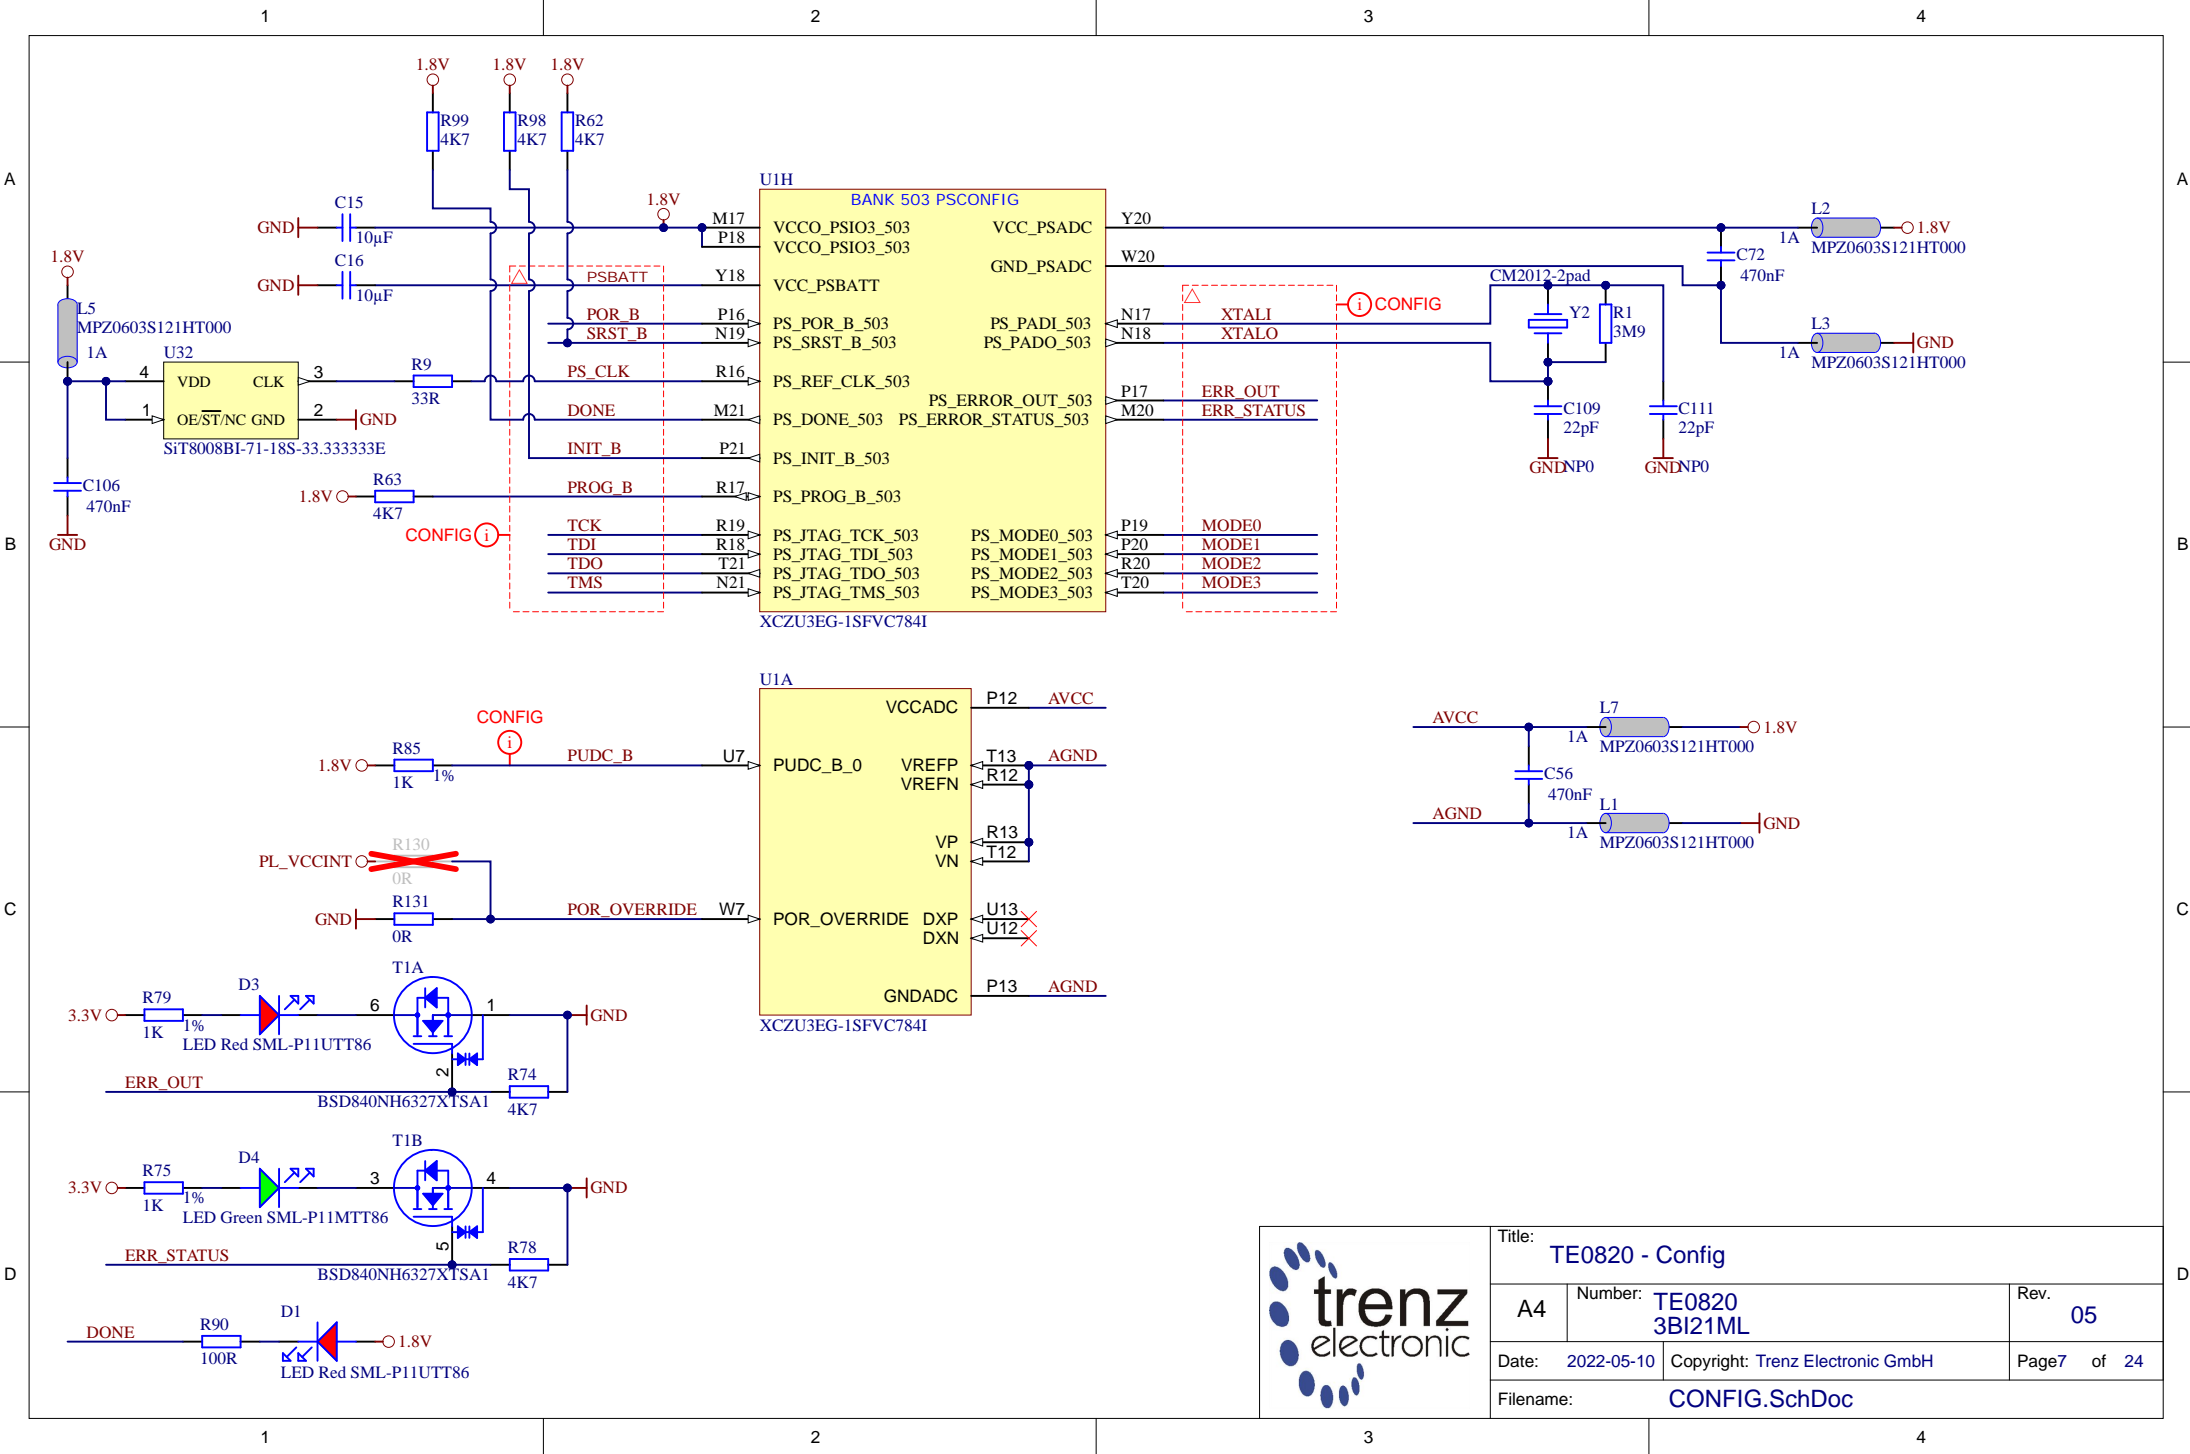 1 2 3 4
A A
B B
C C
D D
1.8V 1.8V 1.8V
R99 4K7
R98 4K7
R62 4K7
C15
GND 10µF
1.8V
C16
GND 10µF
1.8V
L5
MPZ0603S121HT000
1A
U32
4 VDD CLK 3
1 OE/ST/NC GND 2 GND
SiT8008BI-71-18S-33.333333E
C106
470nF
GND
R9
33R
1.8V R63
4K7
CONFIG i
PSBATT
POR_B
SRST_B
PS_CLK
DONE
INIT_B
PROG_B
TCK
TDI
TDO
TMS
U1H
BANK 503 PSCONFIG
M17 VCCO_PSIO3_503
P18 VCCO_PSIO3_503
Y18 VCC_PSBATT
P16 PS_POR_B_503
N19 PS_SRST_B_503
R16 PS_REF_CLK_503
M21 PS_DONE_503
P21 PS_INIT_B_503
R17 PS_PROG_B_503
R19 PS_JTAG_TCK_503
R18 PS_JTAG_TDI_503
T21 PS_JTAG_TDO_503
N21 PS_JTAG_TMS_503
VCC_PSADC Y20
GND_PSADC W20
PS_PADI_503 N17 XTALI
PS_PADO_503 N18 XTALO
PS_ERROR_OUT_503 P17 ERR_OUT
PS_ERROR_STATUS_503 M20 ERR_STATUS
PS_MODE0_503 P19 MODE0
PS_MODE1_503 P20 MODE1
PS_MODE2_503 R20 MODE2
PS_MODE3_503 T20 MODE3
XCZU3EG-1SFVC784I
i CONFIG
CM2012-2pad
Y2
R1
3M9
C109
22pF
GND NP0
C111
22pF
GND NP0
L2
1A 1.8V
MPZ0603S121HT000
C72
470nF
L3
1A GND
MPZ0603S121HT000
U1A
VCCADC P12 AVCC
U7 PUDC_B_0
VREFP T13 AGND
VREFN R12
VP R13
VN T12
W7 POR_OVERRIDE
DXP U13
DXN U12
GNDADC P13 AGND
XCZU3EG-1SFVC784I
CONFIG
i
1.8V R85 PUDC_B
1K 1%
R130
PL_VCCINT
0R
R131
GND POR_OVERRIDE
0R
AVCC L7 1.8V
1A MPZ0603S121HT000
C56
470nF
AGND L1 GND
1A MPZ0603S121HT000
T1A
R79 D3 6 1
3.3V GND
1K 1%
LED Red SML-P11UTT86
2
ERR_OUT R74
BSD840NH6327XTSA1 4K7
T1B
R75 D4 3 4
3.3V GND
1K 1%
LED Green SML-P11MTT86
5
ERR_STATUS R78
BSD840NH6327XTSA1 4K7
D1
DONE R90 1.8V
100R
LED Red SML-P11UTT86
trenz
electronic
Title:
TE0820 - Config
A4 Number: TE0820
3BI21ML
Rev.
05
Date: 2022-05-10 Copyright: Trenz Electronic GmbH Page7 of 24
Filename: CONFIG.SchDoc
1 2 3 4